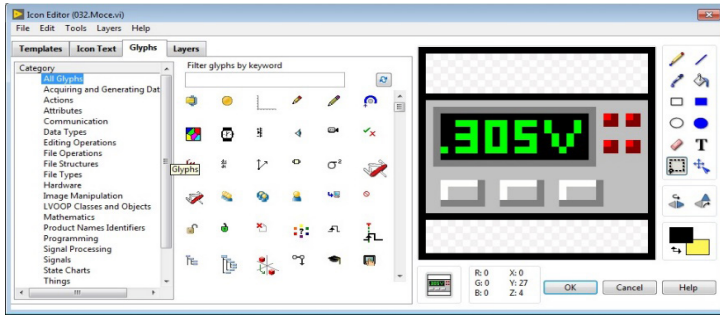 Icon Editor (032.Moce.vi)
File Edit Tools Layers Help
Templates Icon Text Glyphs Layers
Category
All Glyphs
Acquiring and Generating Dat
Actions
Attributes
Communication
Data Types
Editing Operations
File Operations
File Structures
File Types
Hardware
Image Manipulation
LVOOP Classes and Objects
Mathematics
Product Names Identifiers
Programming
Signal Processing
Signals
State Charts
Things
Filter glyphs by keyword
Glyphs
σ²
?
.305V
T
R: 0 X: 0
G: 0 Y: 27
B: 0 Z: 4
OK Cancel Help